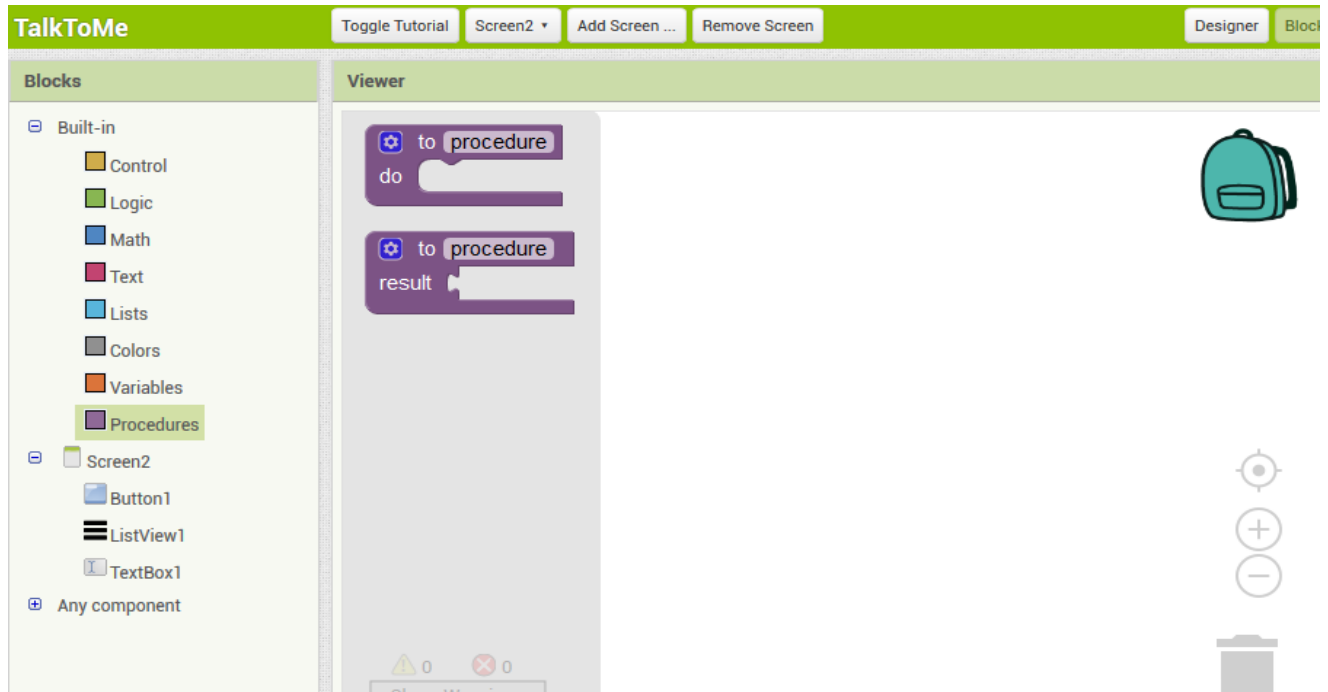 TalkToMe
Toggle Tutorial
Screen2
Add Screen ...
Remove Screen
Designer
Blocks
Viewer
Built-in
Control
Logic
Math
Text
Lists
Colors
Variables
Procedures
Screen2
Button1
ListView1
TextBox1
Any component
to procedure
do
to procedure
result
0
0